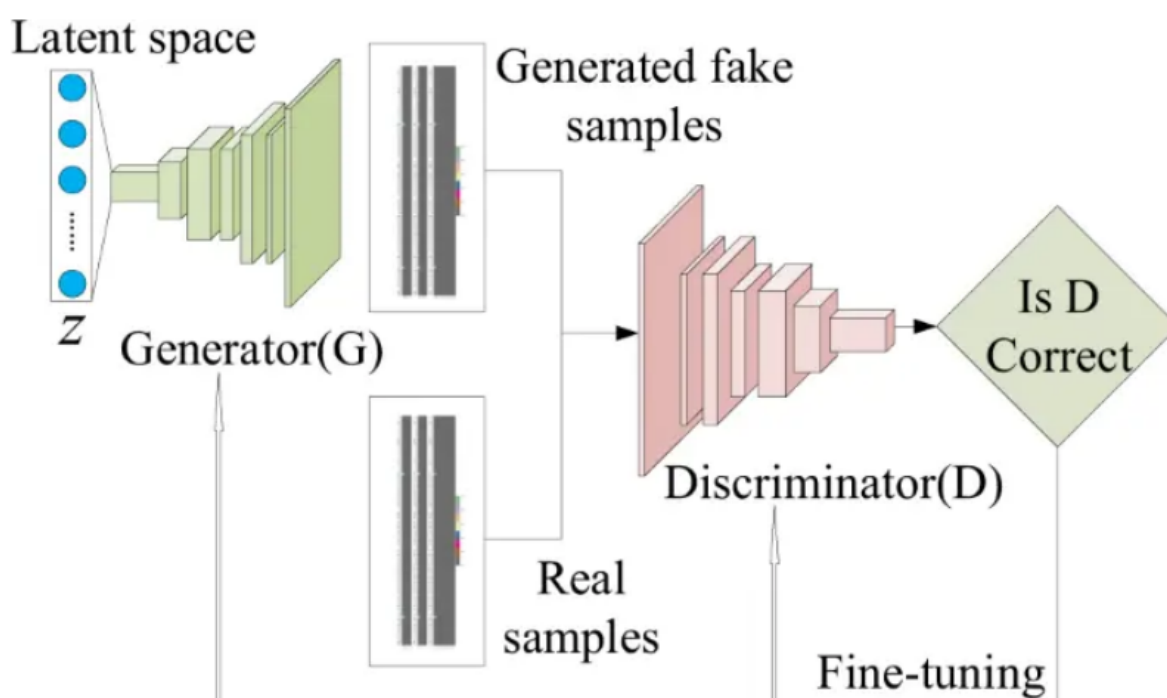 Latent space
z
Generator(G)
Generated fake
samples
Real
samples
Discriminator(D)
Is D
Correct
Fine-tuning